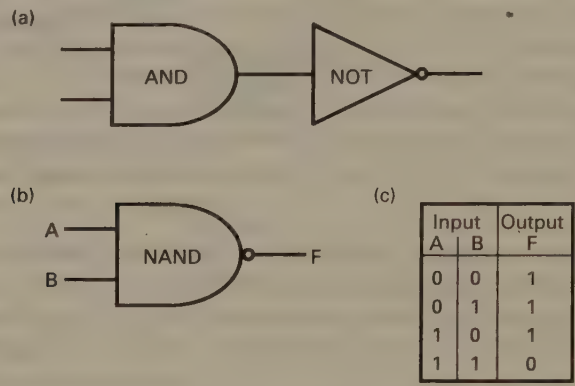 (a)
AND NOT
(b)
A
NAND F
B
(c)
Input Output
A B F
0 0 1
0 1 1
1 0 1
1 1 0